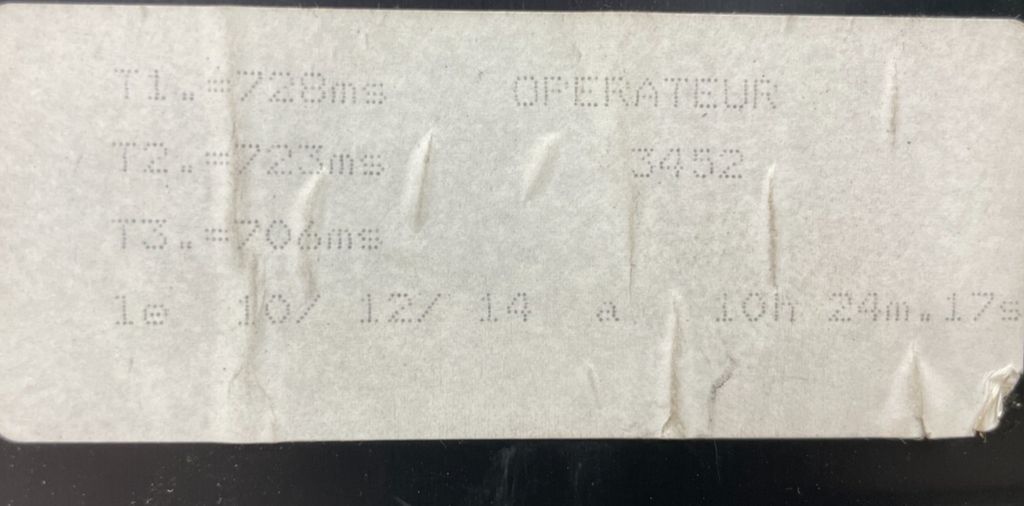 T1.=728ms OPERATEUR
T2.=723ms 3452
T3.=706ms
le 10/ 12/ 14 a 10h 24m.17s